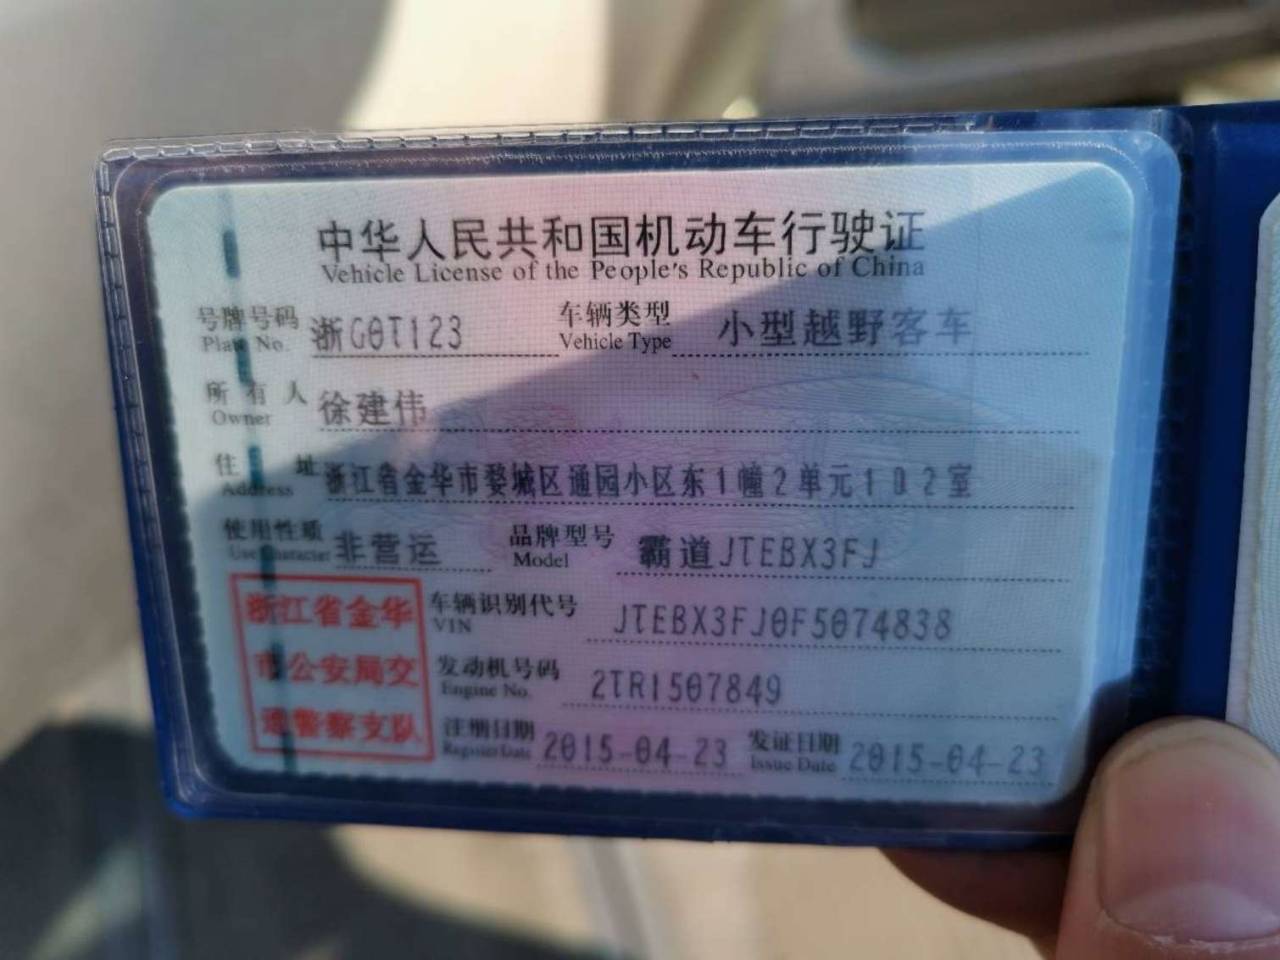 中华人民共和国机动车行驶证
Vehicle License of the People's Republic of China
号牌号码 浙G0T123 车辆类型 小型越野客车
Plate No. Vehicle Type
所有人 徐建伟
Owner
住址 浙江省金华市婺城区通园小区东1幢2单元102室
Address
使用性质 非营运 品牌型号 霸道JTEBX3FJ
Use Character Model
浙江省金华
市公安局交
通警察支队
车辆识别代号 JTEBX3FJ0F5074838
VIN
发动机号码 2TR1507849
Engine No.
注册日期 2015-04-23 发证日期 2015-04-23
Register Date Issue Date